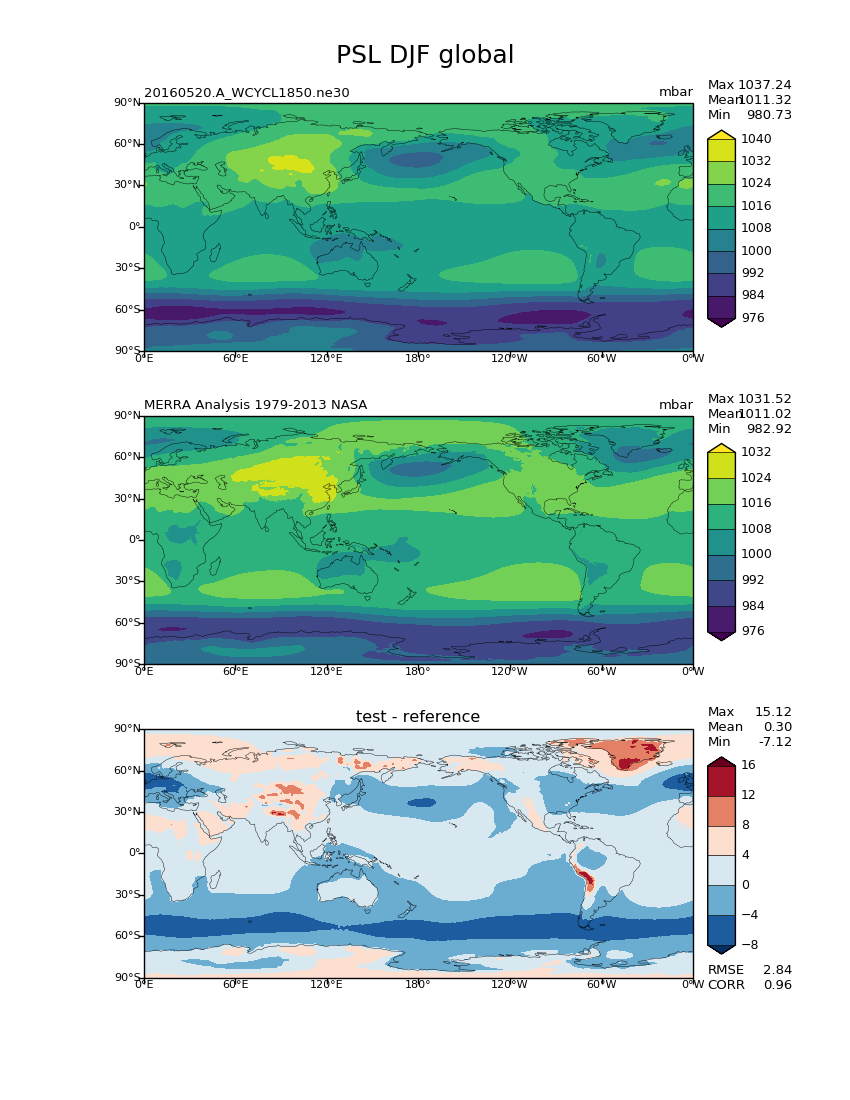 PSL DJF global
20160520.A_WCYCL1850.ne30 mbar
Max 1037.24
Mean 1011.32
Min 980.73
90°N
60°N
30°N
0°
30°S
60°S
90°S
0°E 60°E 120°E 180° 120°W 60°W 0°W
1040
1032
1024
1016
1008
1000
992
984
976
MERRA Analysis 1979-2013 NASA mbar
Max 1031.52
Mean 1011.02
Min 982.92
90°N
60°N
30°N
0°
30°S
60°S
90°S
0°E 60°E 120°E 180° 120°W 60°W 0°W
1032
1024
1016
1008
1000
992
984
976
test - reference
Max 15.12
Mean 0.30
Min -7.12
90°N
60°N
30°N
0°
30°S
60°S
90°S
0°E 60°E 120°E 180° 120°W 60°W 0°W
16
12
8
4
0
−4
−8
RMSE 2.84
CORR 0.96